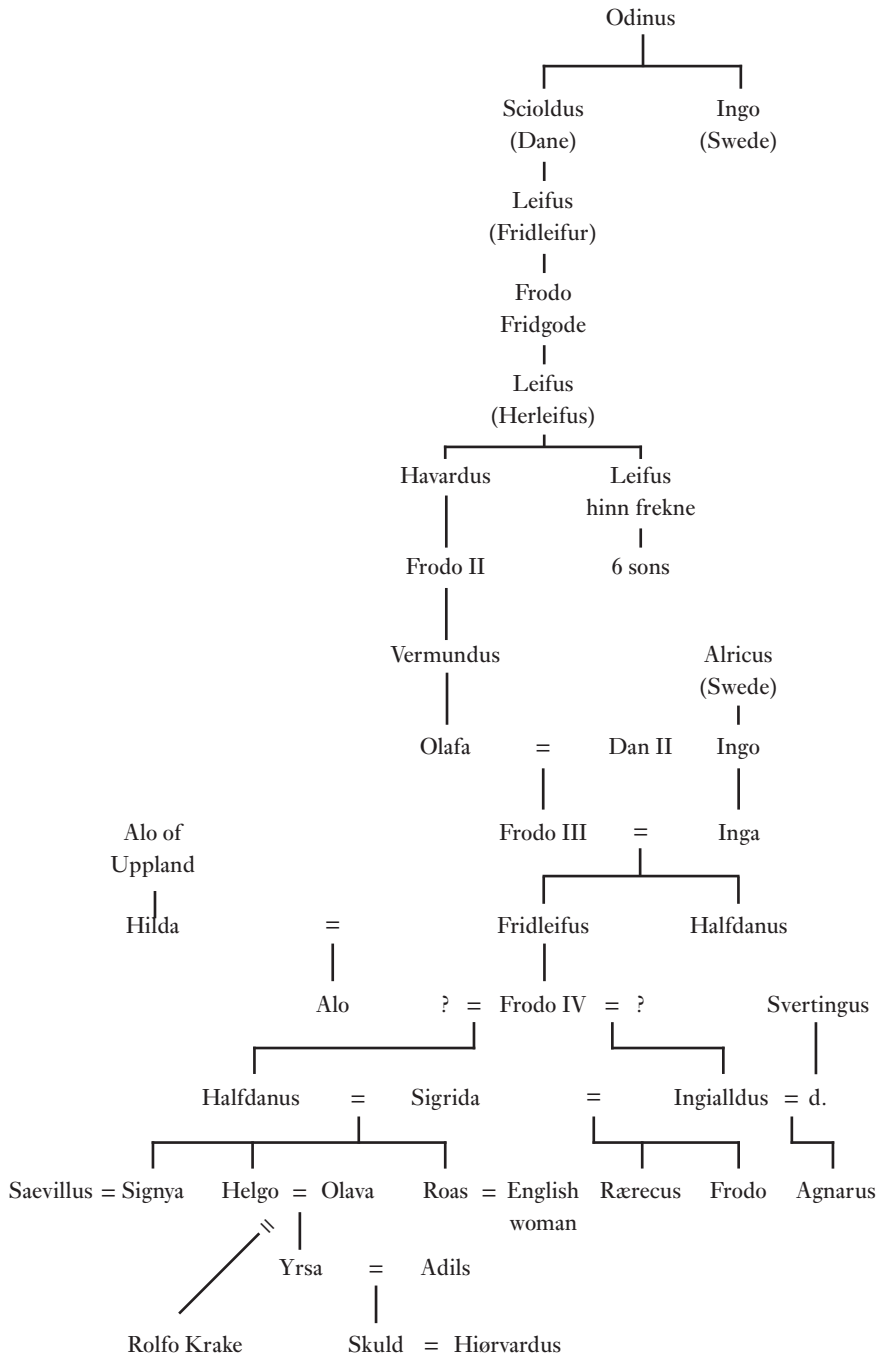 Odinus
Scioldus Ingo
(Dane) (Swede)
Leifus
(Fridleifur)
Frodo
Fridgode
Leifus
(Herleifus)
Havardus Leifus
hinn frekne
Frodo II 6 sons
Vermundus Alricus
(Swede)
Olafa = Dan II Ingo
Alo of Frodo III = Inga
Uppland
Hilda = Fridleifus Halfdanus
Alo ? = Frodo IV = ? Svertingus
Halfdanus = Sigrida = Ingialldus = d.
Saevillus = Signya Helgo = Olava Roas = English Rærecus Frodo Agnarus
woman
=
Yrsa = Adils
Rolfo Krake Skuld = Hiørvardus